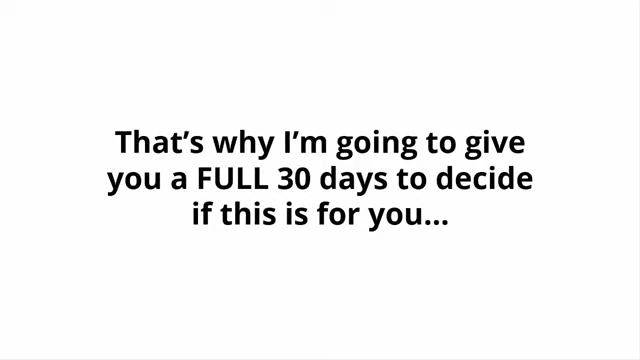 That’s why I’m going to give
you a FULL 30 days to decide
if this is for you...